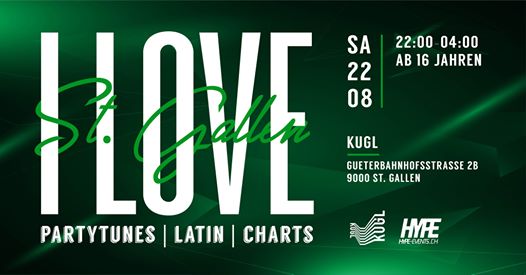 I LOVE
St. Gallen
PARTYTUNES | LATIN | CHARTS
SA
22
08
22:00-04:00
AB 16 JAHREN
KUGL
GUETERBAHNHOFSSTRASSE 2B
9000 ST. GALLEN
KUGL
HYPE
HYPE-EVENTS.CH